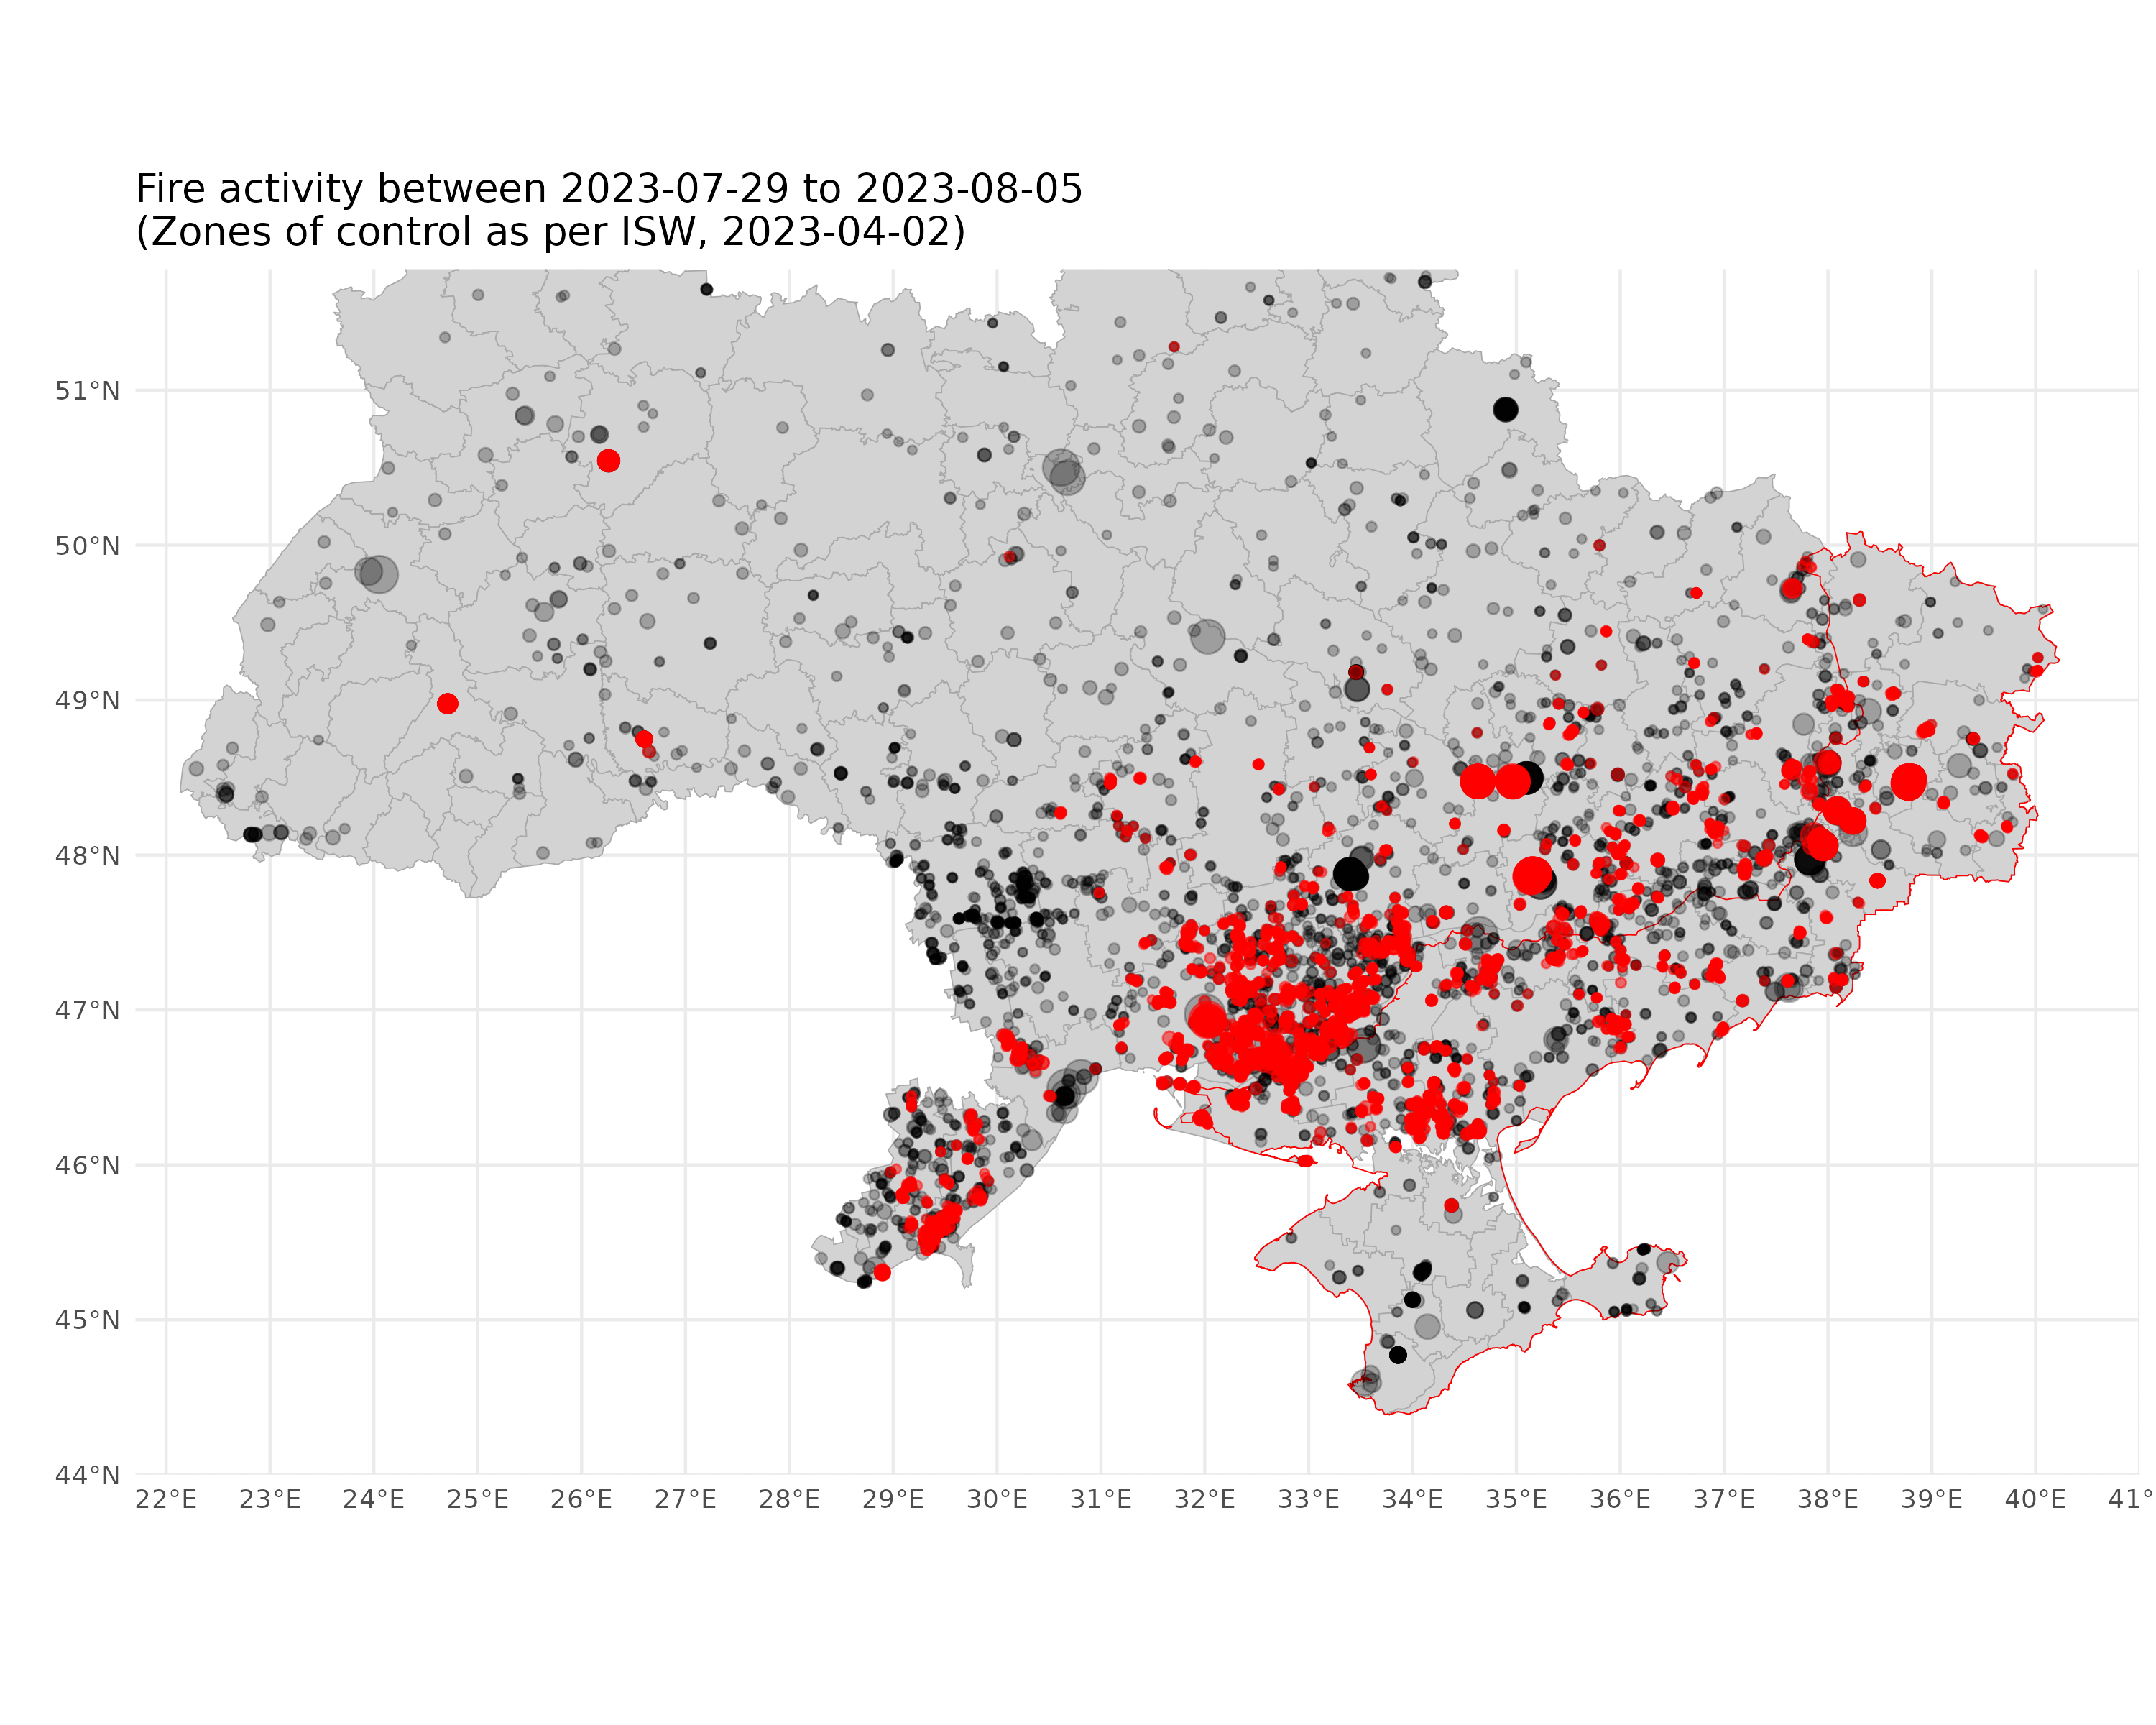 Fire activity between 2023-07-29 to 2023-08-05
(Zones of control as per ISW, 2023-04-02)
51°N
50°N
49°N
48°N
47°N
46°N
45°N
44°N
22°E 23°E 24°E 25°E 26°E 27°E 28°E 29°E 30°E 31°E 32°E 33°E 34°E 35°E 36°E 37°E 38°E 39°E 40°E 41°